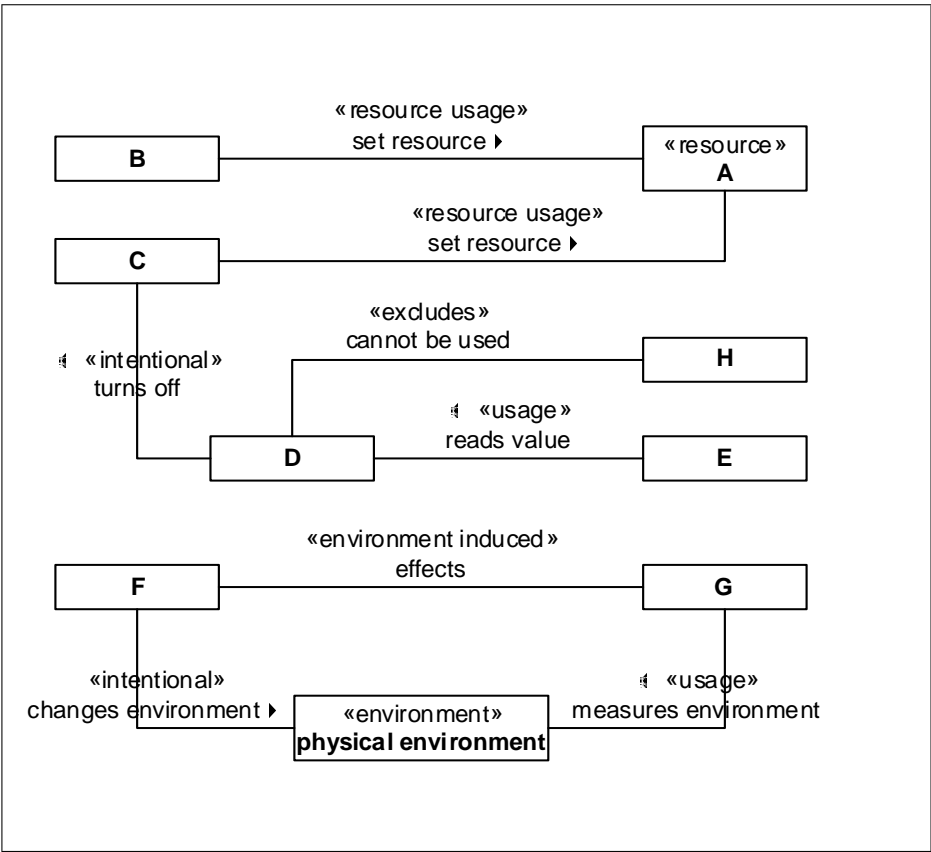 «resource usage»
set resource
B
«resource»
A
«resource usage»
set resource
C
«excludes»
cannot be used
«intentional»
turns off
H
«usage»
reads value
D
E
«environment induced»
effects
F
G
«intentional»
changes environment
«usage»
measures environment
«environment»
physical environment